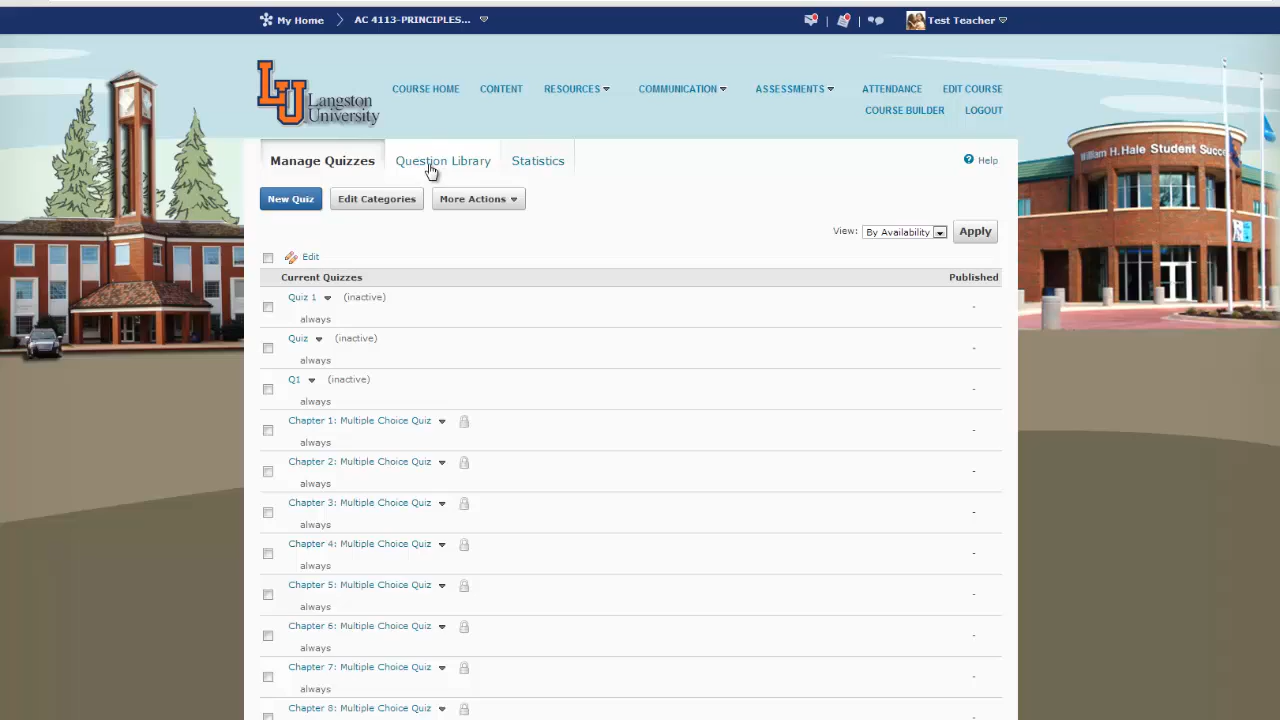 My Home
AC 4113-PRINCIPLES...
Test Teacher
LU Langston University
COURSE HOME
CONTENT
RESOURCES
COMMUNICATION
ASSESSMENTS
ATTENDANCE
EDIT COURSE
COURSE BUILDER
LOGOUT
William H. Hale Student Succ
Manage Quizzes
Question Library
Statistics
Help
New Quiz
Edit Categories
More Actions
View: By Availability
Apply
Edit
Current Quizzes
Published
Quiz 1 (inactive)
-
always
Quiz (inactive)
-
always
Q1 (inactive)
-
always
Chapter 1: Multiple Choice Quiz
-
always
Chapter 2: Multiple Choice Quiz
-
always
Chapter 3: Multiple Choice Quiz
-
always
Chapter 4: Multiple Choice Quiz
-
always
Chapter 5: Multiple Choice Quiz
-
always
Chapter 6: Multiple Choice Quiz
-
always
Chapter 7: Multiple Choice Quiz
-
always
Chapter 8: Multiple Choice Quiz